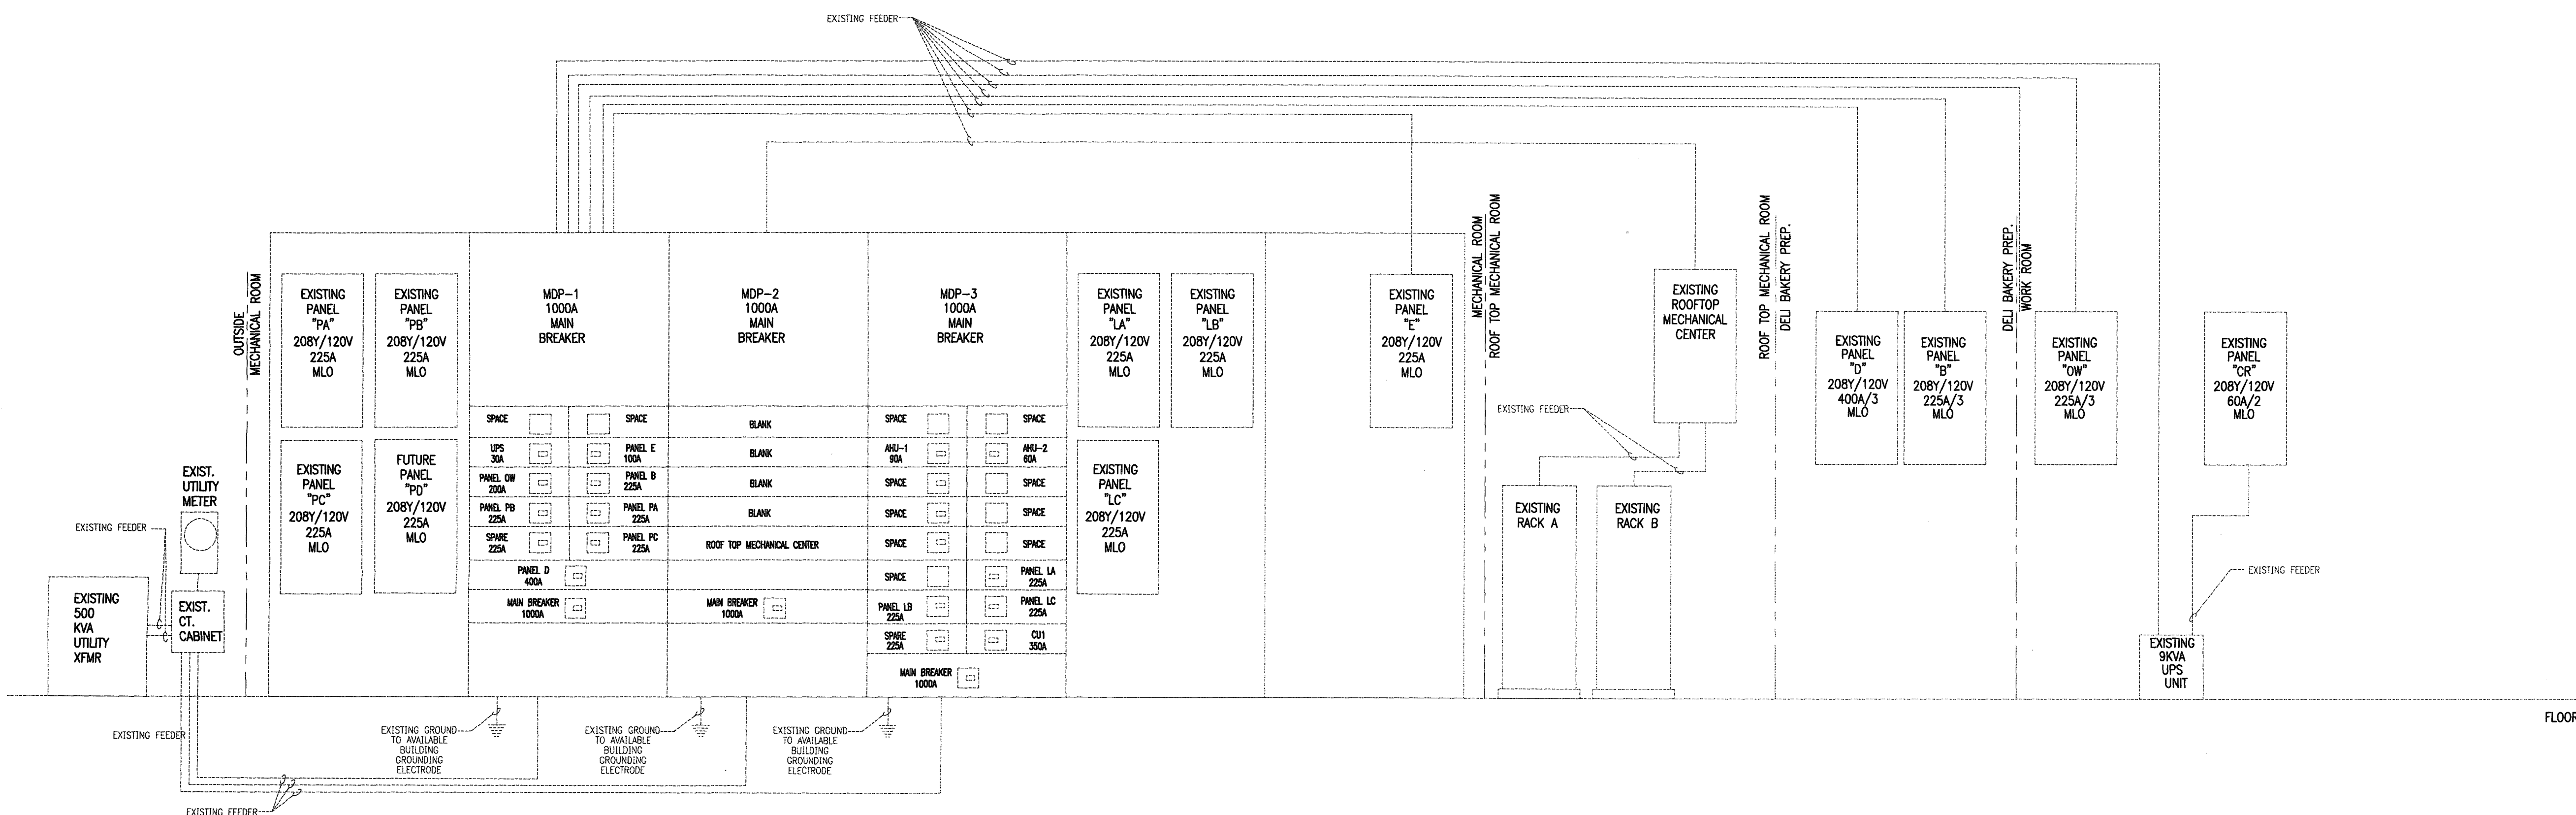 EXISTING FEEDER
OUTSIDE
MECHANICAL ROOM
EXISTING
PANEL
"PA"
208Y/120V
225A
MLO
EXISTING
PANEL
"PB"
208Y/120V
225A
MLO
EXISTING
PANEL
"PC"
208Y/120V
225A
MLO
FUTURE
PANEL
"PD"
208Y/120V
225A
MLO
MDP-1
1000A
MAIN
BREAKER
SPACE
SPACE
UPS
30A
PANEL E
100A
PANEL OW
200A
PANEL B
225A
PANEL PB
225A
PANEL PA
225A
SPARE
225A
PANEL PC
225A
PANEL D
400A
MAIN BREAKER
1000A
MDP-2
1000A
MAIN
BREAKER
BLANK
BLANK
BLANK
BLANK
ROOF TOP MECHANICAL CENTER
MAIN BREAKER
1000A
MDP-3
1000A
MAIN
BREAKER
SPACE
SPACE
AHU-1
90A
AHU-2
60A
SPACE
SPACE
SPACE
SPACE
SPACE
SPACE
SPACE
PANEL LA
225A
PANEL LB
225A
PANEL LC
225A
SPARE
225A
CU1
350A
MAIN BREAKER
1000A
EXISTING
PANEL
"LA"
208Y/120V
225A
MLO
EXISTING
PANEL
"LB"
208Y/120V
225A
MLO
EXISTING
PANEL
"LC"
208Y/120V
225A
MLO
EXISTING
PANEL
"E"
208Y/120V
225A
MLO
MECHANICAL ROOM
ROOF TOP MECHANICAL ROOM
EXISTING
ROOFTOP
MECHANICAL
CENTER
EXISTING FEEDER
EXISTING
RACK A
EXISTING
RACK B
ROOF TOP MECHANICAL ROOM
DELI BAKERY PREP.
EXISTING
PANEL
"D"
208Y/120V
400A/3
MLO
EXISTING
PANEL
"B"
208Y/120V
225A/3
MLO
DELI BAKERY PREP.
WORK ROOM
EXISTING
PANEL
"OW"
208Y/120V
225A/3
MLO
EXISTING
PANEL
"CR"
208Y/120V
60A/2
MLO
EXISTING FEEDER
EXISTING
9KVA
UPS
UNIT
FLOOR
EXIST.
UTILITY
METER
EXISTING FEEDER
EXISTING
500
KVA
UTILITY
XFMR
EXIST.
CT.
CABINET
EXISTING FEEDER
EXISTING GROUND
TO AVAILABLE
BUILDING
GROUNDING
ELECTRODE
EXISTING GROUND
TO AVAILABLE
BUILDING
GROUNDING
ELECTRODE
EXISTING GROUND
TO AVAILABLE
BUILDING
GROUNDING
ELECTRODE
EXISTING FEEDER